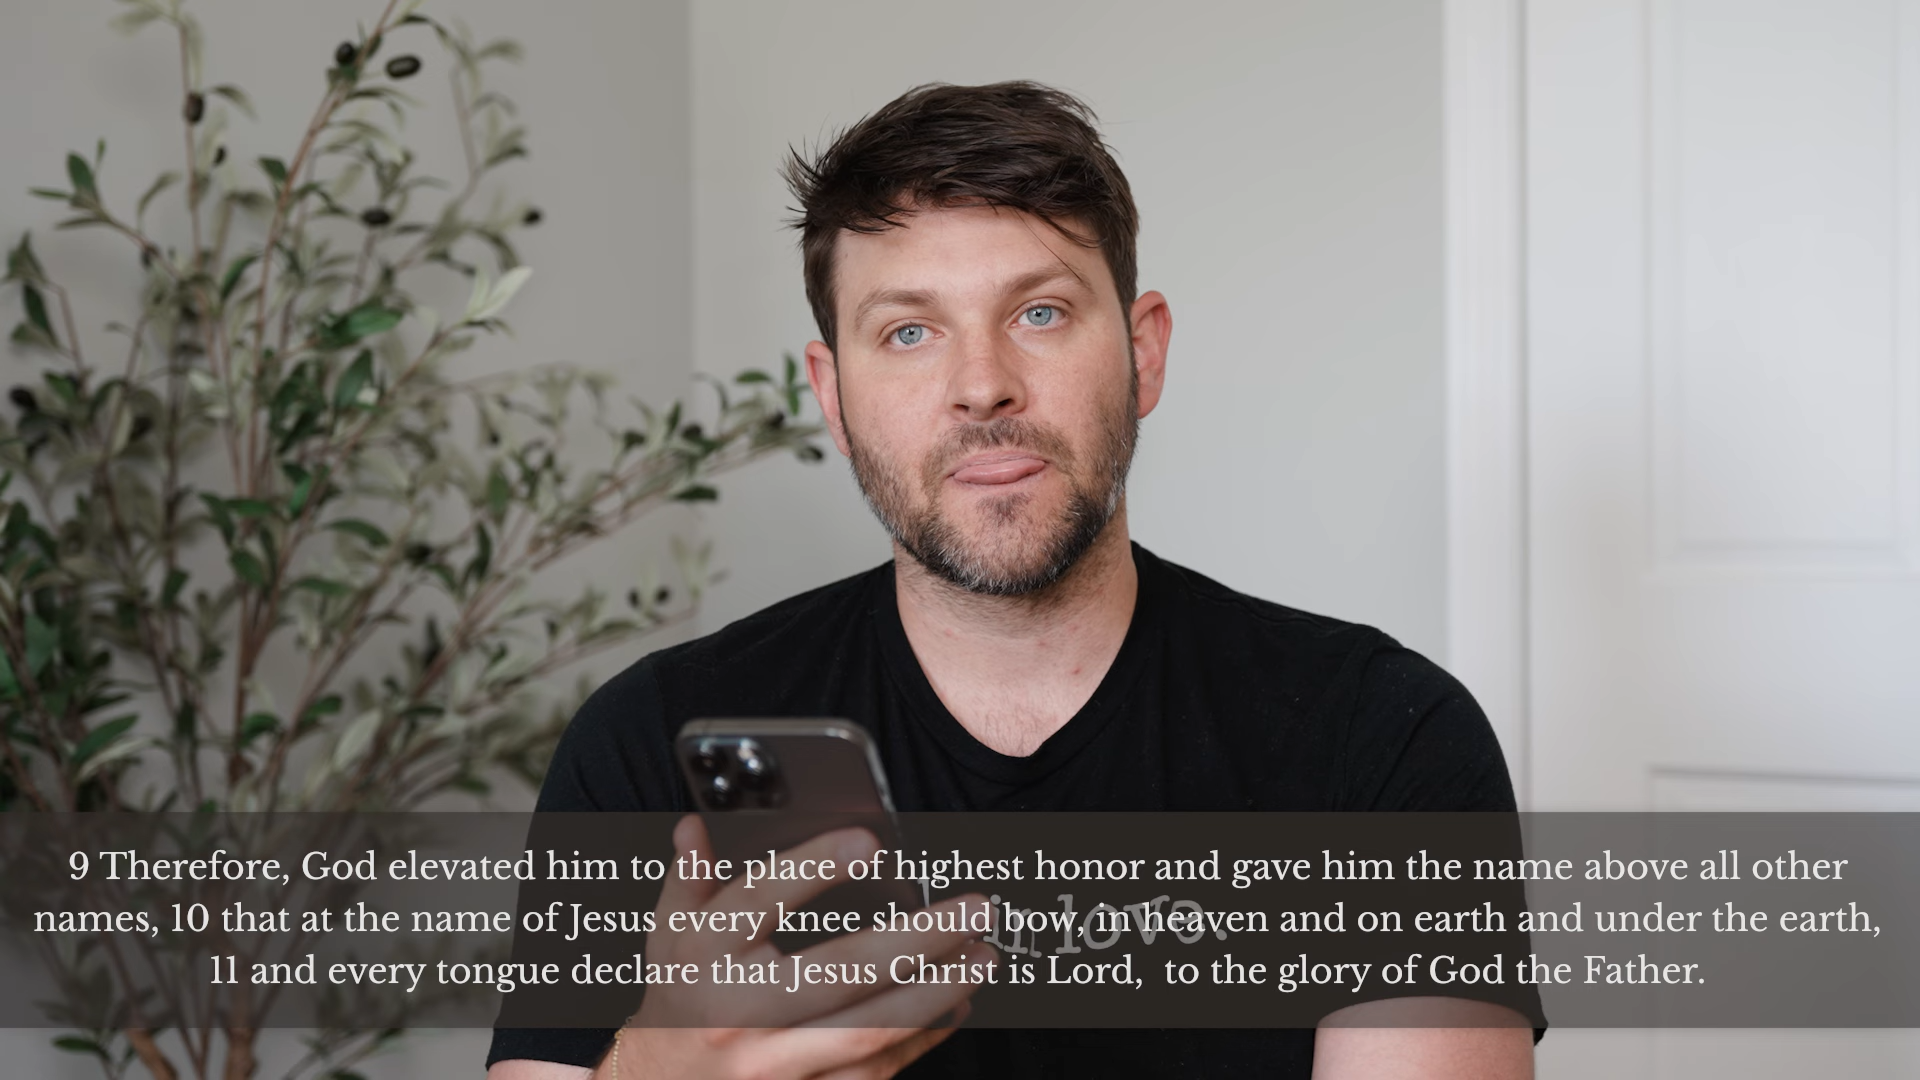 9 Therefore, God elevated him to the place of highest honor and gave him the name above all other
names, 10 that at the name of Jesus every knee should bow, in heaven and on earth and under the earth,
11 and every tongue declare that Jesus Christ is Lord,  to the glory of God the Father.
in love.